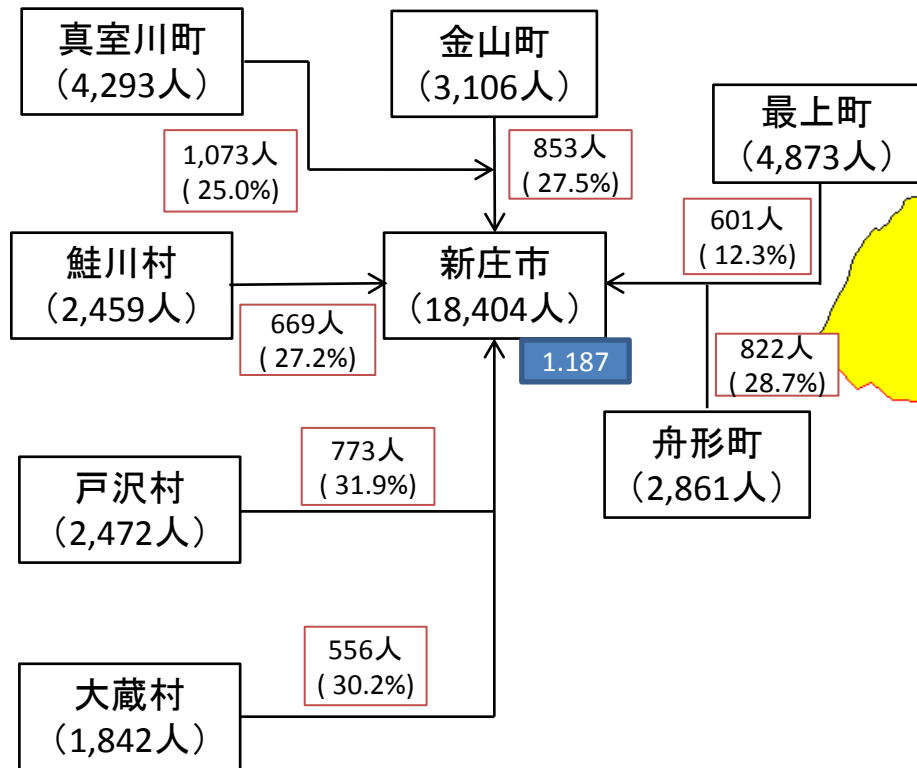 真室川町
（4,293人）
金山町
（3,106人）
最上町
（4,873人）
1,073人
( 25.0%)
853人
( 27.5%)
601人
( 12.3%)
鮭川村
（2,459人）
新庄市
（18,404人）
669人
( 27.2%)
1.187
822人
( 28.7%)
773人
( 31.9%)
舟形町
（2,861人）
戸沢村
（2,472人）
556人
( 30.2%)
大蔵村
（1,842人）